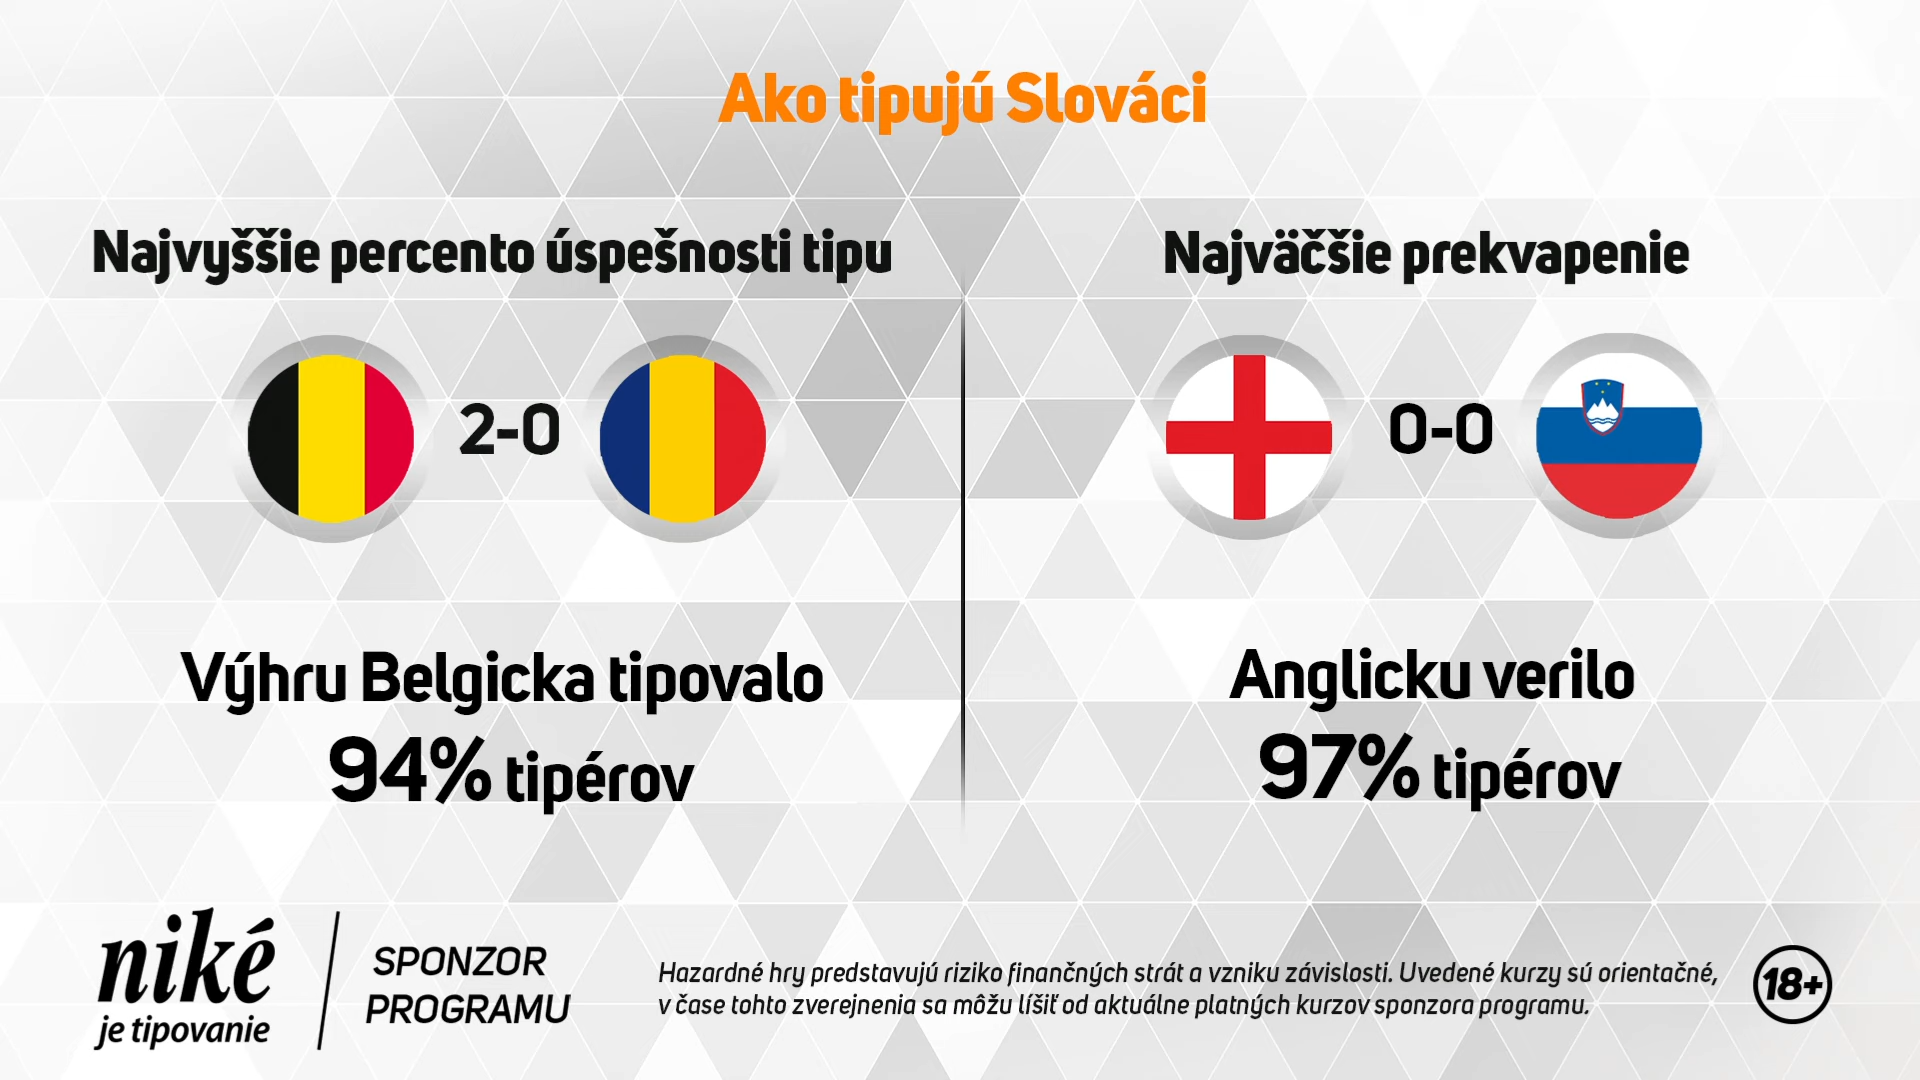 Ako tipujú Slováci
Najvyššie percento úspešnosti tipu
2-0
Výhru Belgicka tipovalo
94% tipérov
Najväčšie prekvapenie
0-0
Anglicku verilo
97% tipérov
niké
je tipovanie
SPONZOR
PROGRAMU
Hazardné hry predstavujú riziko finančných strát a vzniku závislosti. Uvedené kurzy sú orientačné,
v čase tohto zverejnenia sa môžu líšiť od aktuálne platných kurzov sponzora programu.
18+